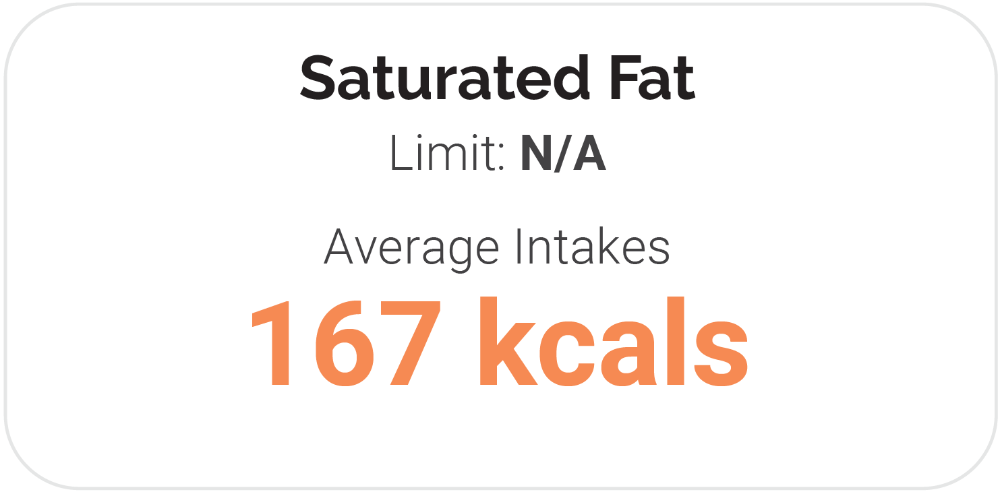 Saturated Fat
Limit: N/A
Average Intakes
167 kcals